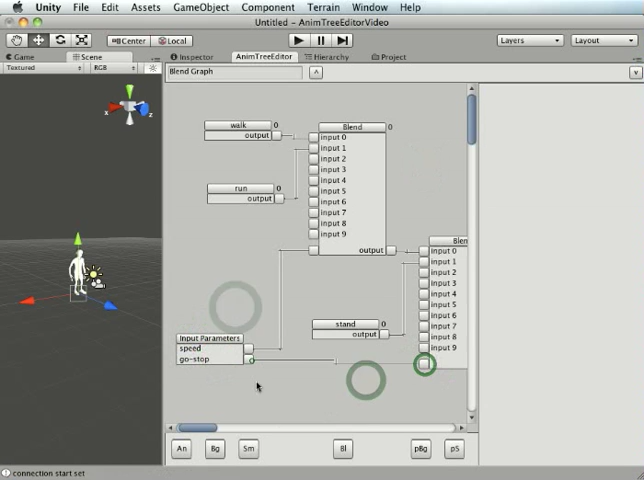 Unity File Edit Assets GameObject Component Terrain Window Help
Untitled - AnimTreeEditorVideo
Center Local Layers Layout
Game Scene Inspector AnimTreeEditor Hierarchy Project
Textured RGB Blend Graph ^ v
x z
walk 0
output
Blend 0
input 0
input 1
input 2
input 3
input 4
input 5
input 6
input 7
input 8
input 9
output
run 0
output
Blen
input 0
input 1
input 2
input 3
input 4
input 5
input 6
input 7
input 8
input 9
stand 0
output
Input Parameters
speed
go-stop
An Bg Sm Bl pBg pS
connection start set